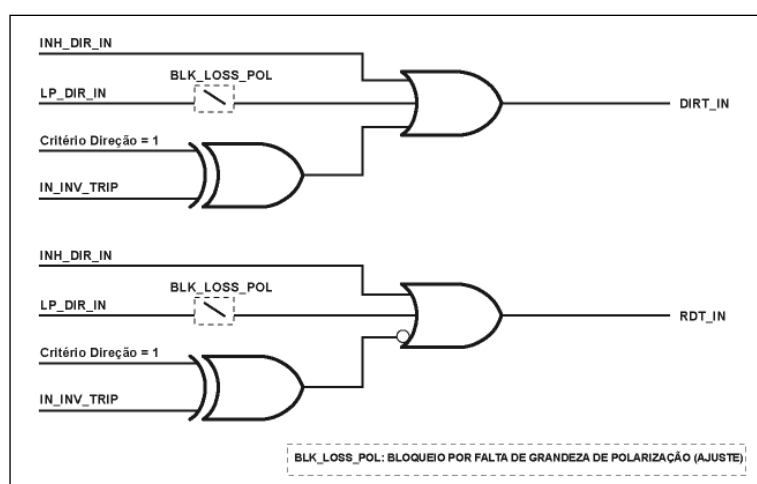 INH_DIR_IN
BLK_LOSS_POL
LP_DIR_IN
DIRT_IN
Critério Direção = 1
IN_INV_TRIP
INH_DIR_IN
BLK_LOSS_POL
LP_DIR_IN
RDT_IN
Critério Direção = 1
IN_INV_TRIP
BLK_LOSS_POL: BLOQUEIO POR FALTA DE GRANDEZA DE POLARIZAÇÃO (AJUSTE)